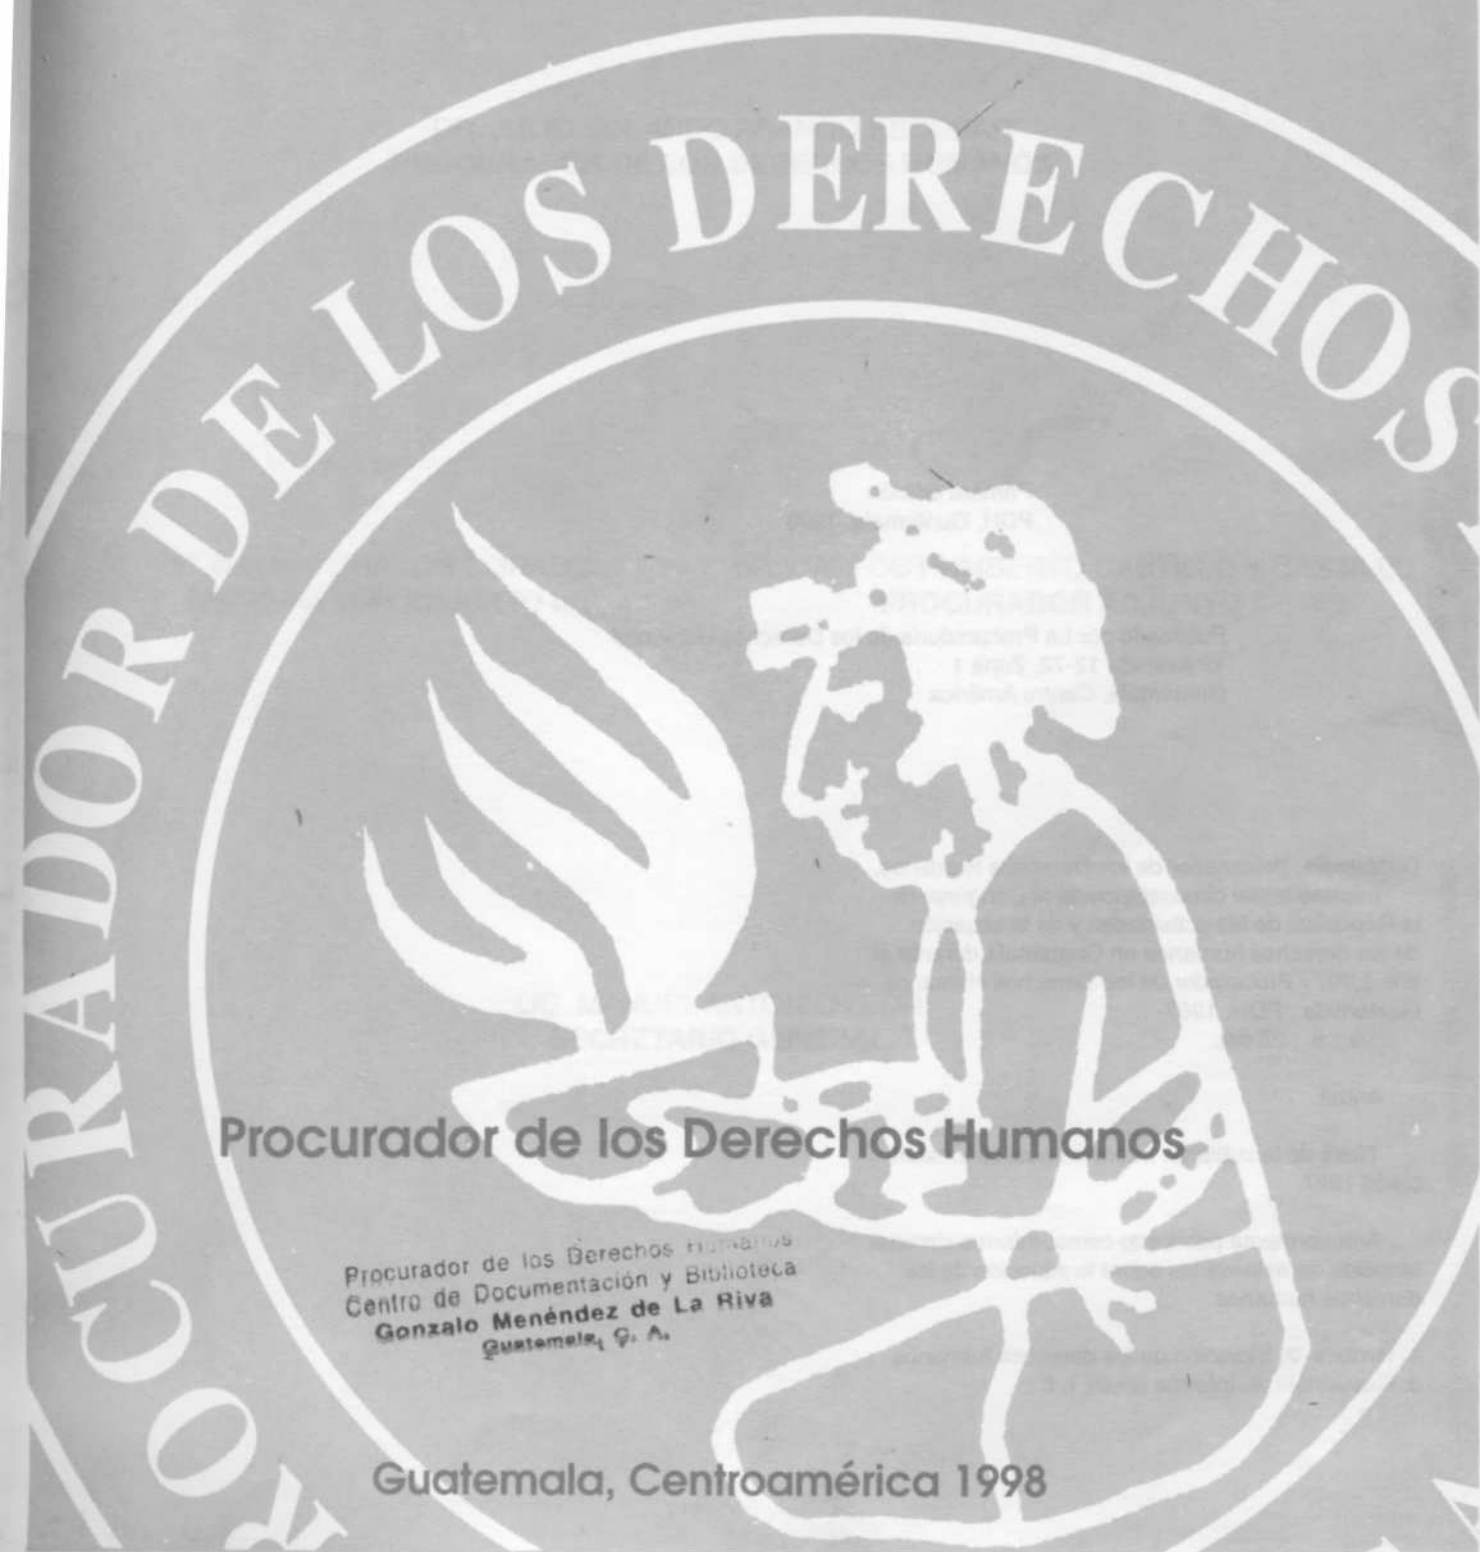 PROCURADOR DE LOS DERECHOS
Procurador de los Derechos Humanos
Procurador de los Derechos Humanos
Centro de Documentación y Biblioteca
Gonzalo Menéndez de La Riva
Guatemala, C. A.
Guatemala, Centroamérica 1998